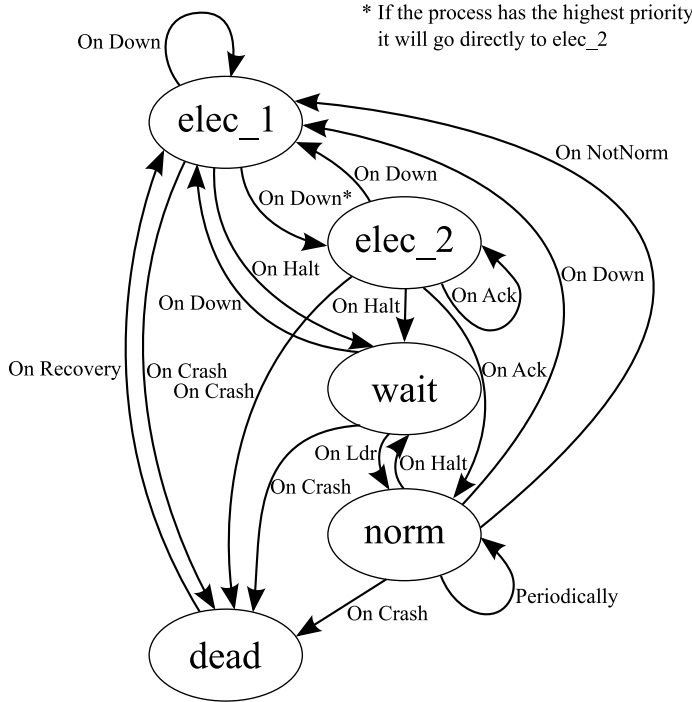 * If the process has the highest priority
it will go directly to elec_2
On Down
elec_1
On NotNorm
On Down
On Down*
elec_2
On Halt
On Down
On Ack
On Down
On Halt
On Recovery
On Crash
On Crash
wait
On Ack
On Ldr
On Halt
On Crash
norm
Periodically
On Crash
dead